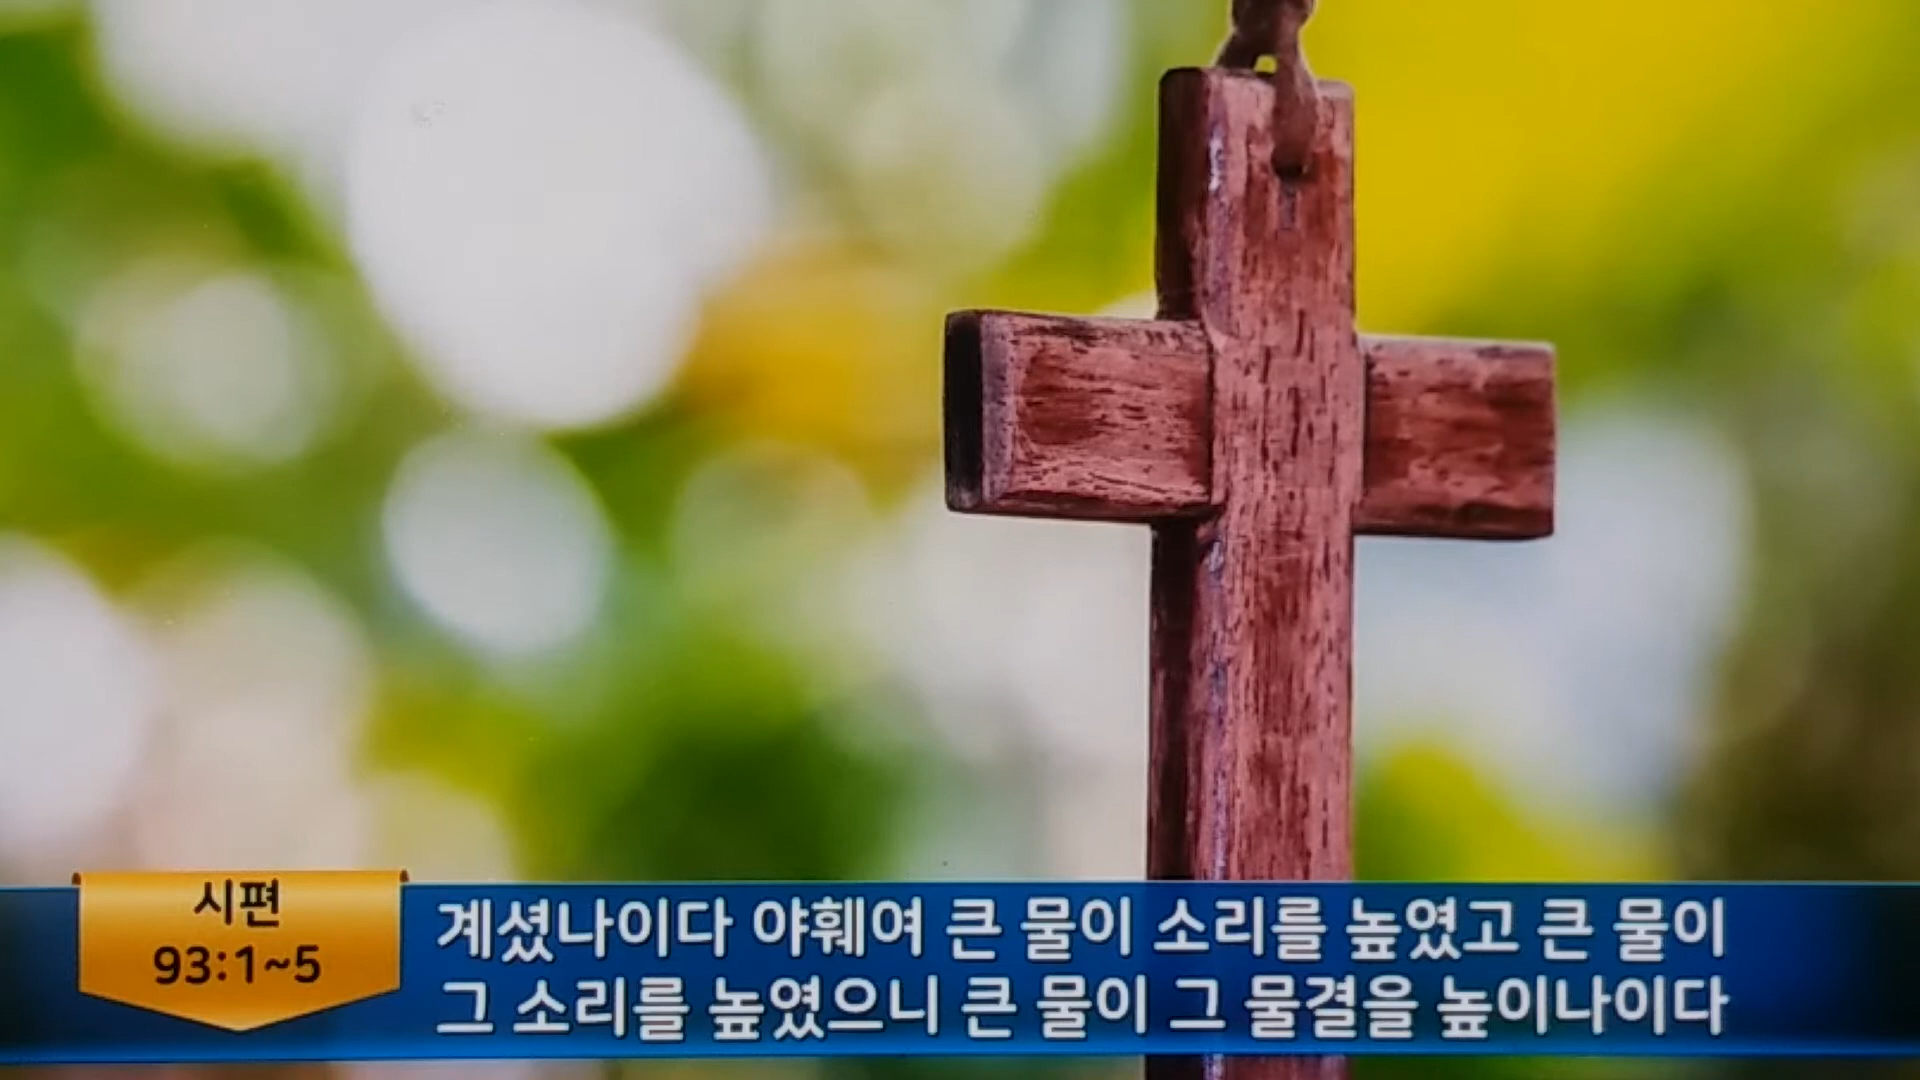 시편
93:1~5
계셨나이다 야훼여 큰 물이 소리를 높였고 큰 물이
그 소리를 높였으니 큰 물이 그 물결을 높이나이다